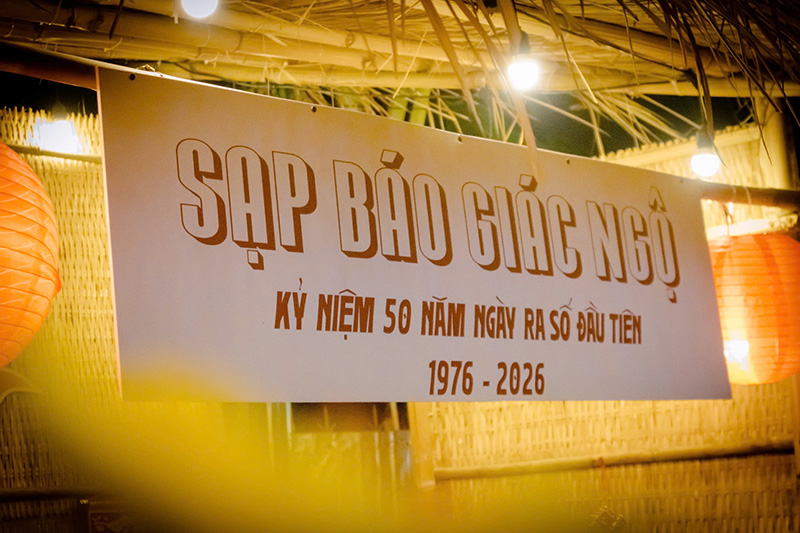 SẠP BÁO GIÁC NGỘ
KỶ NIỆM 50 NĂM NGÀY RA SỐ ĐẦU TIÊN
1976 - 2026